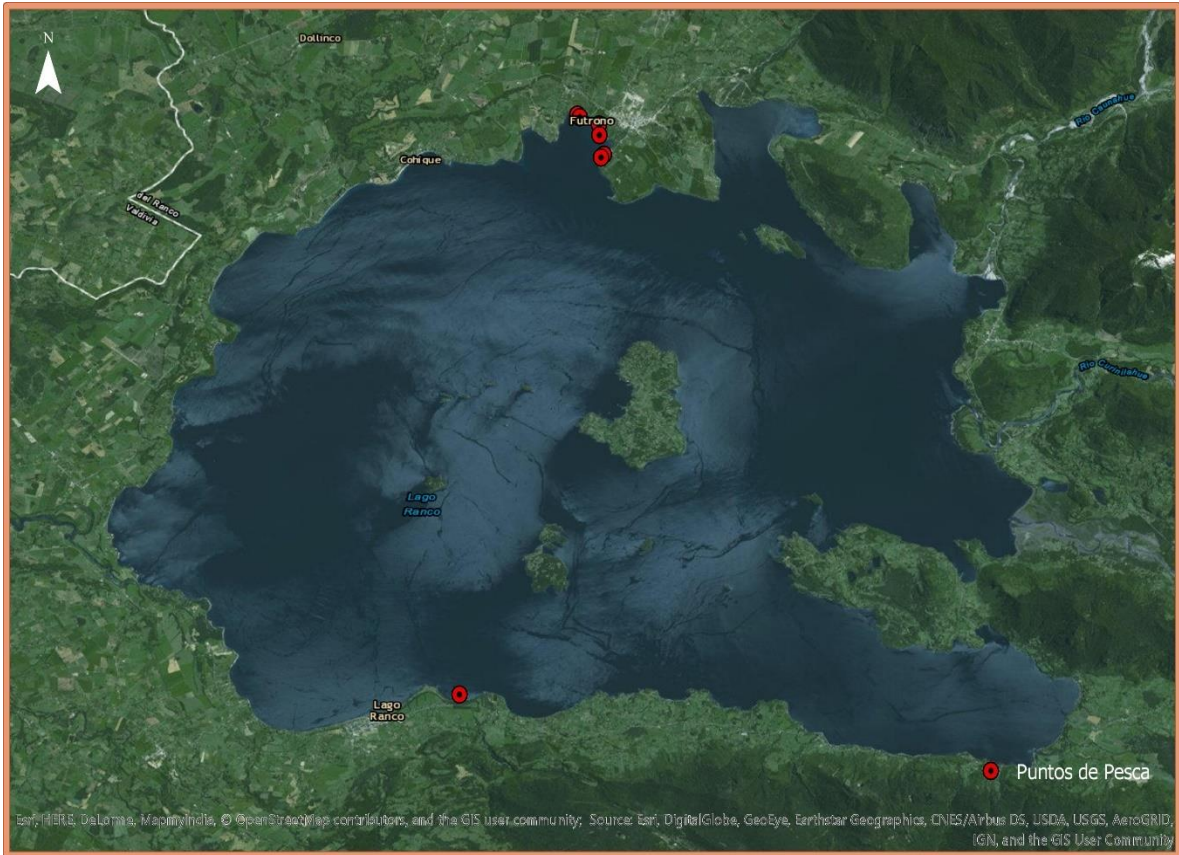 N
Dollinco
Rio Caunahue
Futrono
Cohique
del Ranco
Valdivia
Rio
Lago
Ranco
Lago
Ranco
Puntos de Pesca
Esri, HERE, DeLorme, MapmyIndia, © OpenStreetMap contributors, and the GIS user community; Source: Esri, DigitalGlobe, GeoEye, Earthstar Geographics, CNES/Airbus DS, USDA, USGS, AeroGRID,
IGN, and the GIS User Community